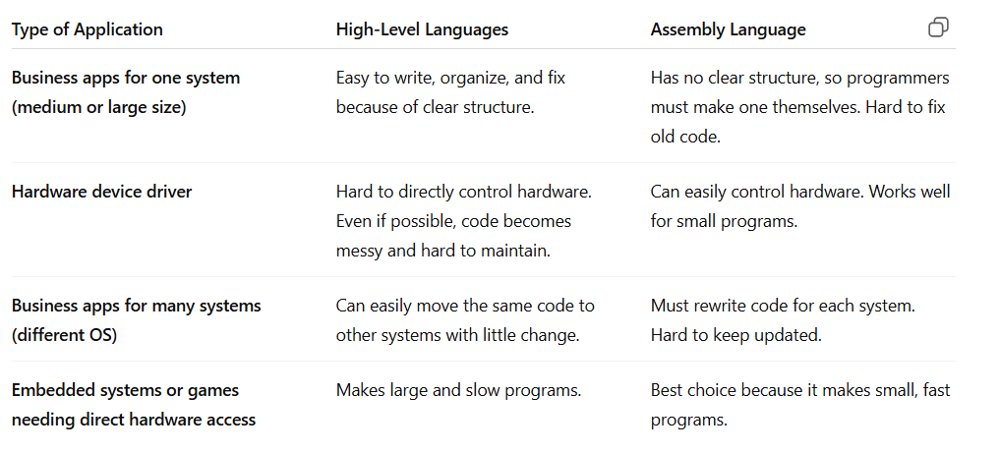 Type of Application High-Level Languages Assembly Language
Business apps for one system Easy to write, organize, and fix Has no clear structure, so programmers
(medium or large size) because of clear structure. must make one themselves. Hard to fix
old code.
Hardware device driver Hard to directly control hardware. Can easily control hardware. Works well
Even if possible, code becomes for small programs.
messy and hard to maintain.
Business apps for many systems Can easily move the same code to Must rewrite code for each system.
(different OS) other systems with little change. Hard to keep updated.
Embedded systems or games Makes large and slow programs. Best choice because it makes small, fast
needing direct hardware access programs.